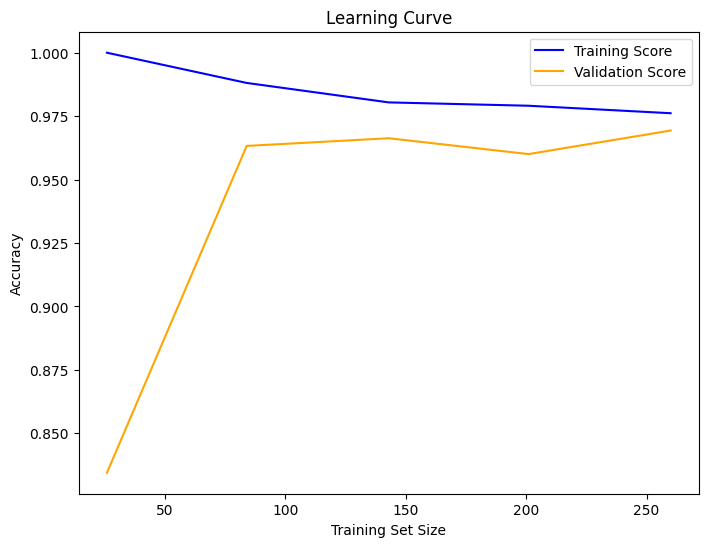 Learning Curve
Training Score
Validation Score
1.000
0.975
0.950
0.925
0.900
0.875
0.850
Accuracy
50
100
150
200
250
Training Set Size